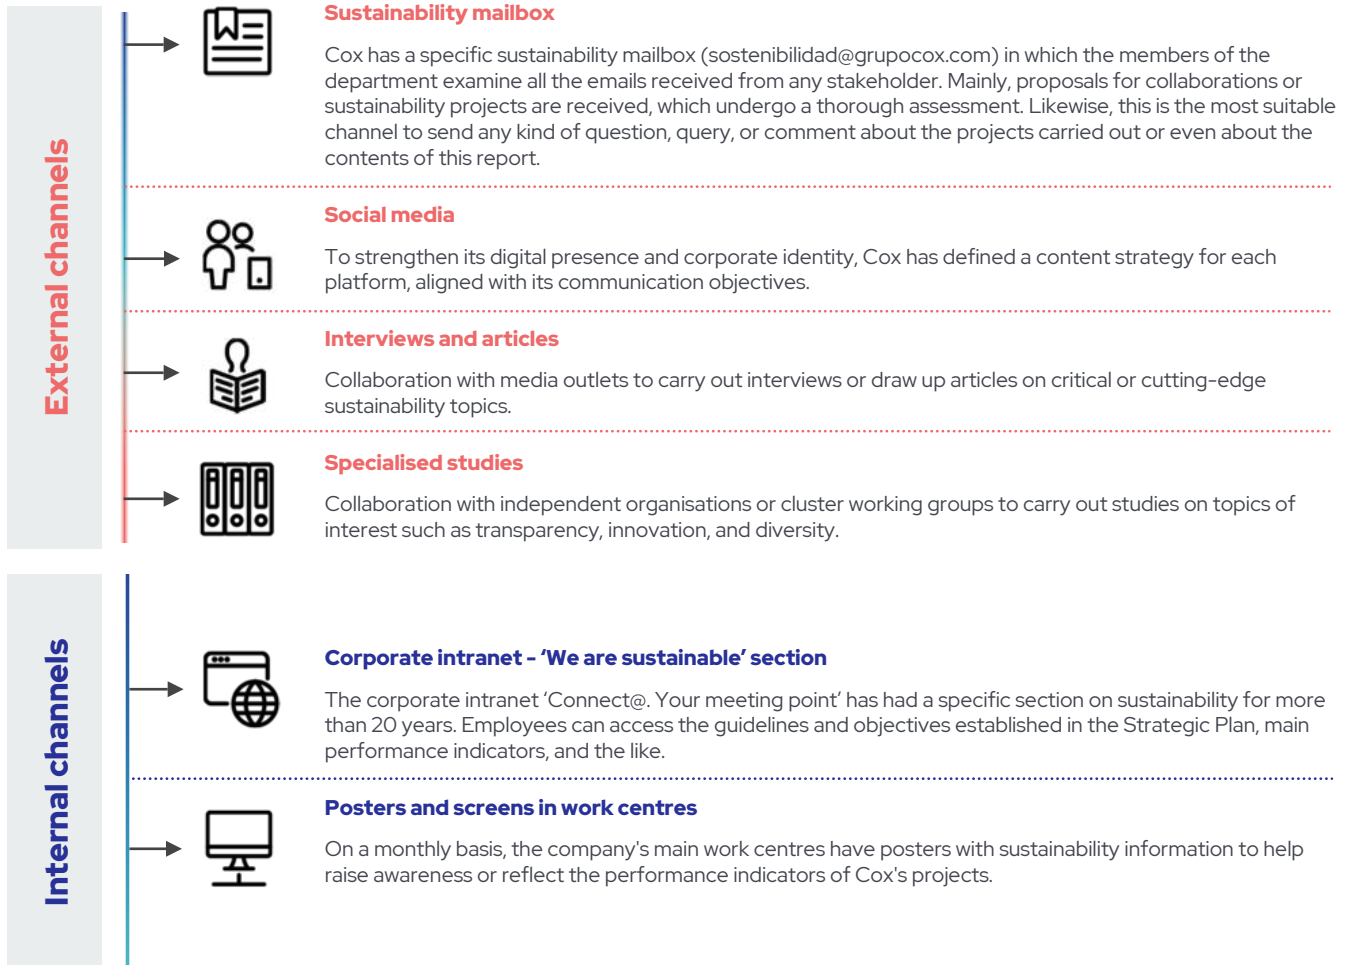 External channels
Sustainability mailbox
Cox has a specific sustainability mailbox (sostenibilidad@grupocox.com) in which the members of the
department examine all the emails received from any stakeholder. Mainly, proposals for collaborations or
sustainability projects are received, which undergo a thorough assessment. Likewise, this is the most suitable
channel to send any kind of question, query, or comment about the projects carried out or even about the
contents of this report.
Social media
To strengthen its digital presence and corporate identity, Cox has defined a content strategy for each
platform, aligned with its communication objectives.
Interviews and articles
Collaboration with media outlets to carry out interviews or draw up articles on critical or cutting-edge
sustainability topics.
Specialised studies
Collaboration with independent organisations or cluster working groups to carry out studies on topics of
interest such as transparency, innovation, and diversity.
Internal channels
Corporate intranet - ‘We are sustainable’ section
The corporate intranet ‘Connect@. Your meeting point’ has had a specific section on sustainability for more
than 20 years. Employees can access the guidelines and objectives established in the Strategic Plan, main
performance indicators, and the like.
Posters and screens in work centres
On a monthly basis, the company's main work centres have posters with sustainability information to help
raise awareness or reflect the performance indicators of Cox's projects.